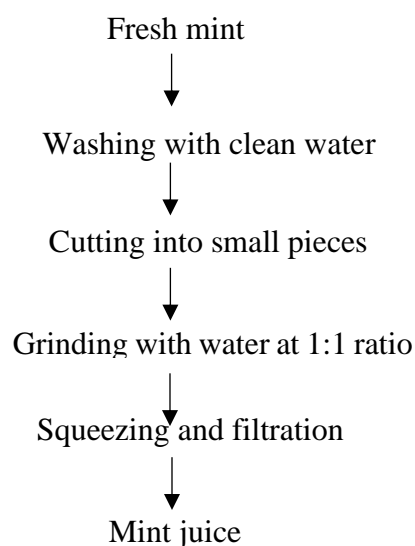 Fresh mint
Washing with clean water
Cutting into small pieces
Grinding with water at 1:1 ratio
Squeezing and filtration
Mint juice